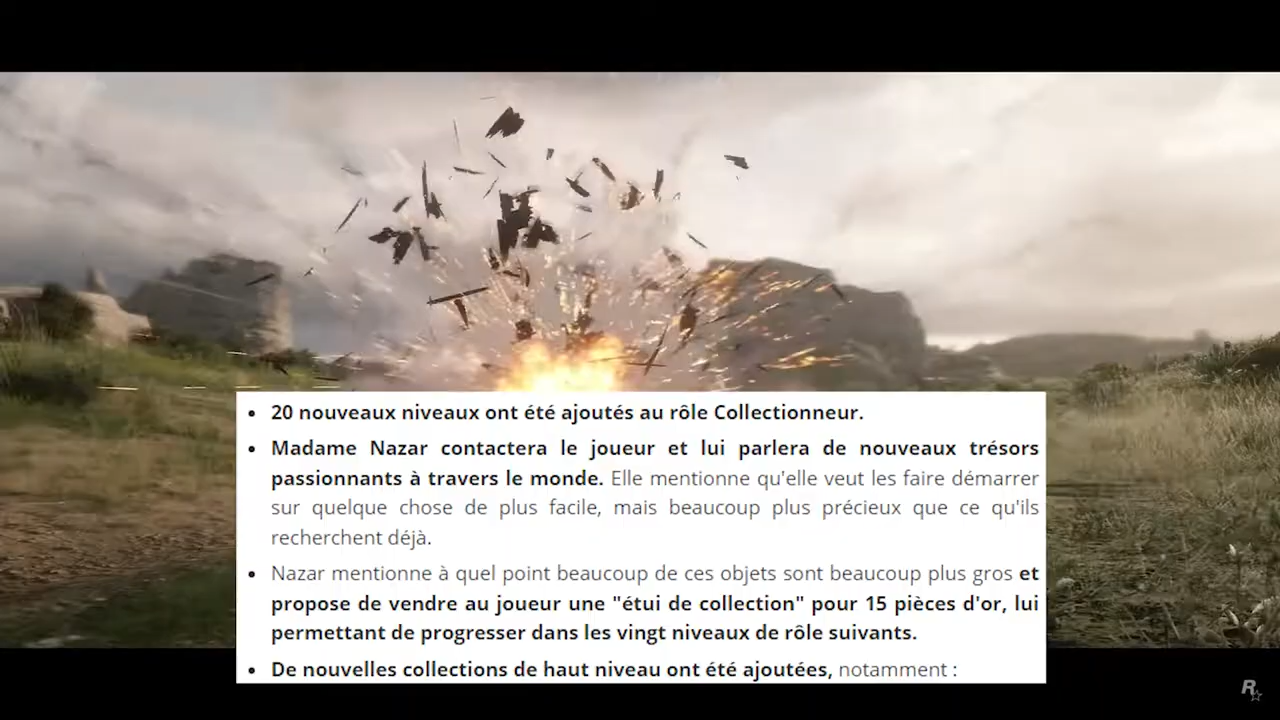 20 nouveaux niveaux ont été ajoutés au rôle Collectionneur.
Madame Nazar contactera le joueur et lui parlera de nouveaux trésors
passionnants à travers le monde. Elle mentionne qu'elle veut les faire démarrer
sur quelque chose de plus facile, mais beaucoup plus précieux que ce qu'ils
recherchent déjà.
Nazar mentionne à quel point beaucoup de ces objets sont beaucoup plus gros et
propose de vendre au joueur une "étui de collection" pour 15 pièces d'or, lui
permettant de progresser dans les vingt niveaux de rôle suivants.
De nouvelles collections de haut niveau ont été ajoutées, notamment :
R